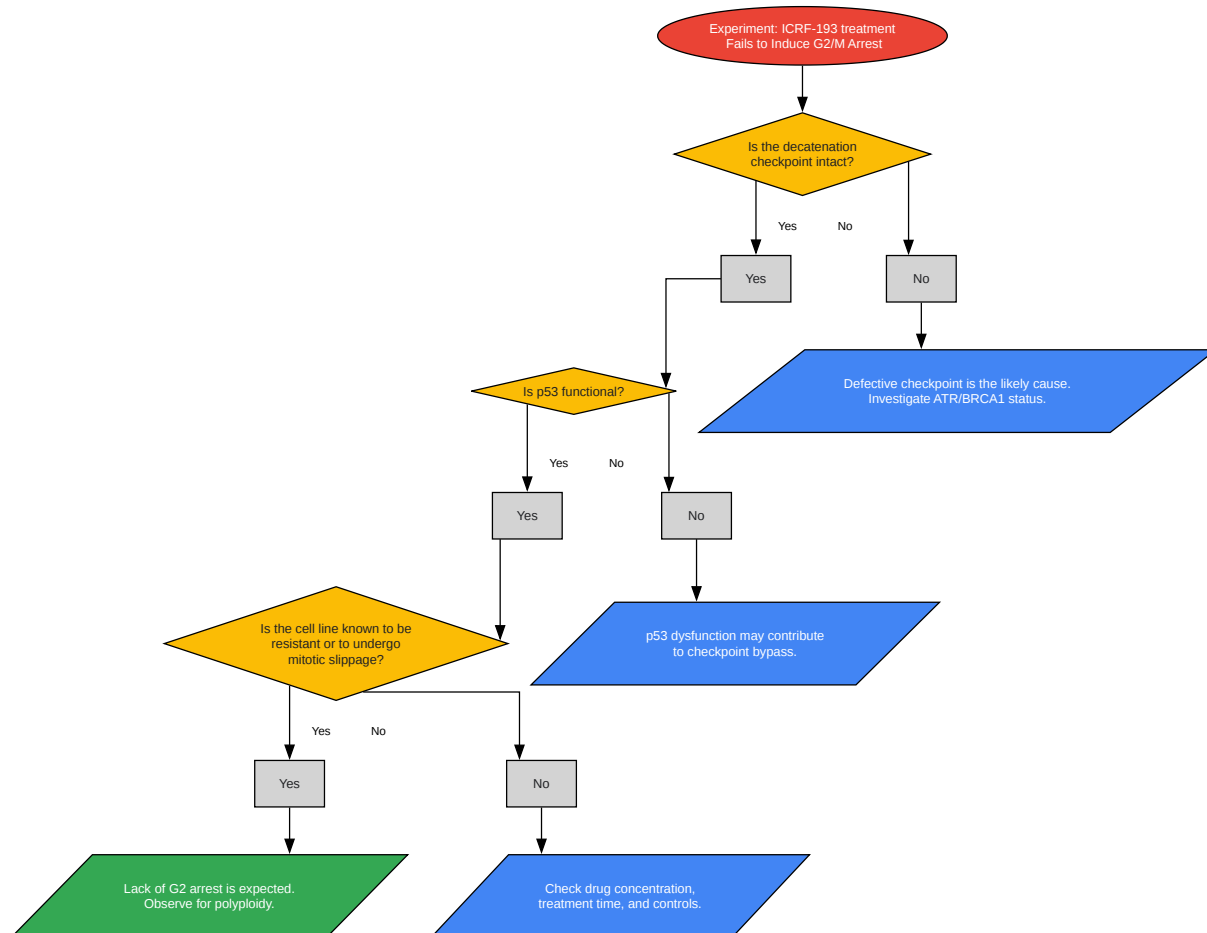 Experiment: ICRF-193 treatment
Fails to Induce G2/M Arrest
Is the decatenation
checkpoint intact?
Yes
No
Yes
No
Defective checkpoint is the likely cause.
Investigate ATR/BRCA1 status.
Is p53 functional?
Yes
No
Yes
No
p53 dysfunction may contribute
to checkpoint bypass.
Is the cell line known to be
resistant or to undergo
mitotic slippage?
Yes
No
Yes
No
Lack of G2 arrest is expected.
Observe for polyploidy.
Check drug concentration,
treatment time, and controls.